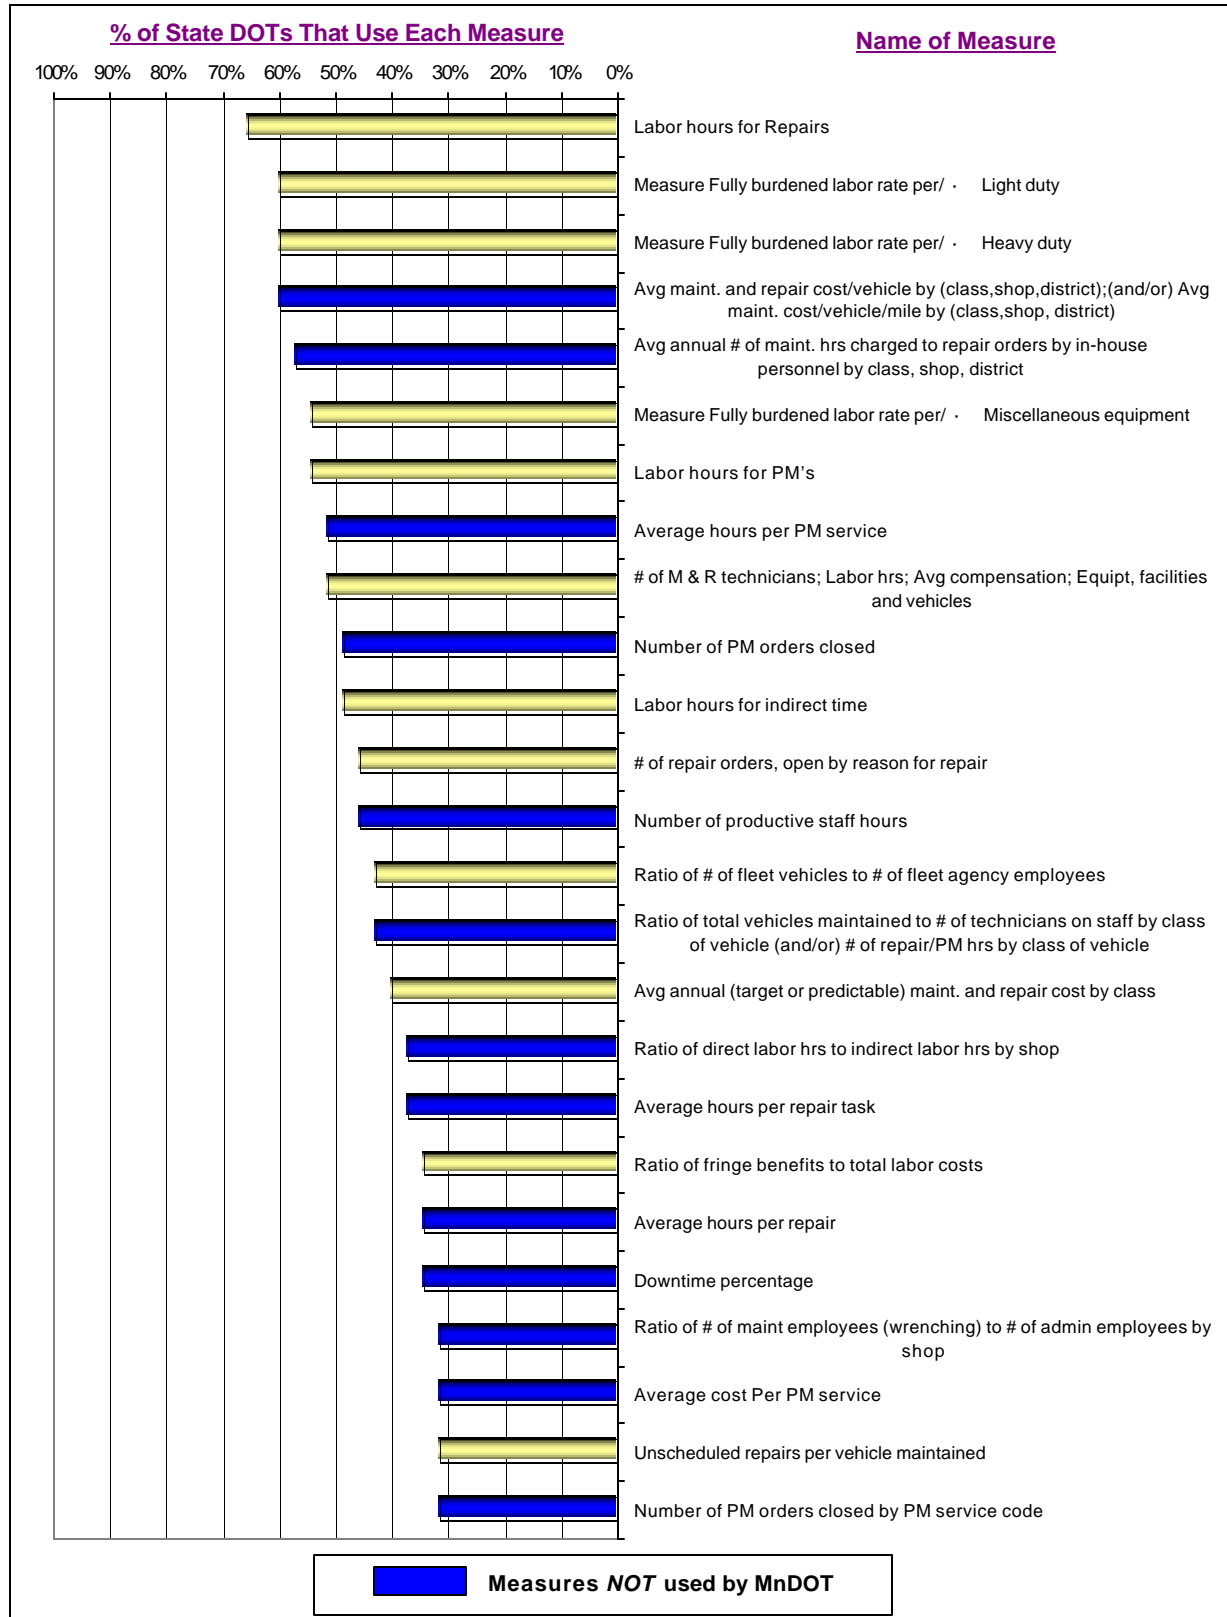 % of State DOTs That Use Each Measure
Name of Measure
100% 90% 80% 70% 60% 50% 40% 30% 20% 10% 0%
Labor hours for Repairs
Measure Fully burdened labor rate per/ · Light duty
Measure Fully burdened labor rate per/ · Heavy duty
Avg maint. and repair cost/vehicle by (class,shop,district);(and/or) Avg
maint. cost/vehicle/mile by (class,shop, district)
Avg annual # of maint. hrs charged to repair orders by in-house
personnel by class, shop, district
Measure Fully burdened labor rate per/ · Miscellaneous equipment
Labor hours for PM's
Average hours per PM service
# of M & R technicians; Labor hrs; Avg compensation; Equipt, facilities
and vehicles
Number of PM orders closed
Labor hours for indirect time
# of repair orders, open by reason for repair
Number of productive staff hours
Ratio of # of fleet vehicles to # of fleet agency employees
Ratio of total vehicles maintained to # of technicians on staff by class
of vehicle (and/or) # of repair/PM hrs by class of vehicle
Avg annual (target or predictable) maint. and repair cost by class
Ratio of direct labor hrs to indirect labor hrs by shop
Average hours per repair task
Ratio of fringe benefits to total labor costs
Average hours per repair
Downtime percentage
Ratio of # of maint employees (wrenching) to # of admin employees by
shop
Average cost Per PM service
Unscheduled repairs per vehicle maintained
Number of PM orders closed by PM service code
Measures NOT used by MnDOT